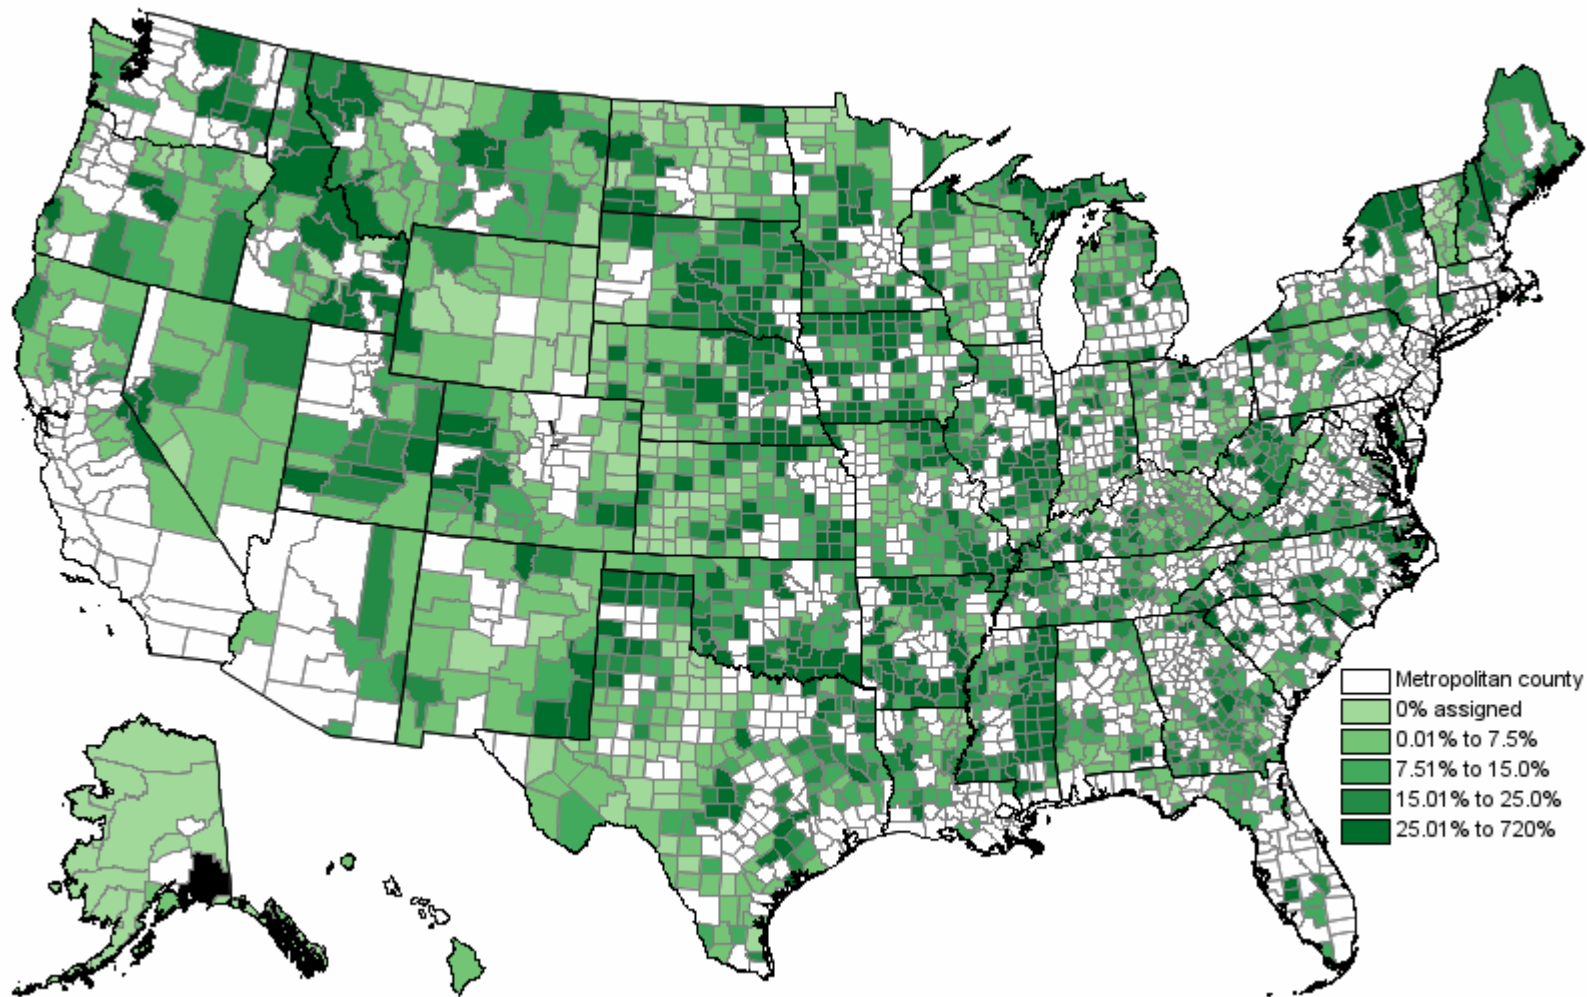 Metropolitan county
0% assigned
0.01% to 7.5%
7.51% to 15.0%
15.01% to 25.0%
25.01% to 720%